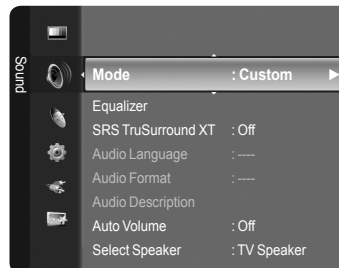 Sound
Mode : Custom
Equalizer
SRS TruSurround XT : Off
Audio Language : ----
Audio Format : ----
Audio Description
Auto Volume : Off
Select Speaker : TV Speaker